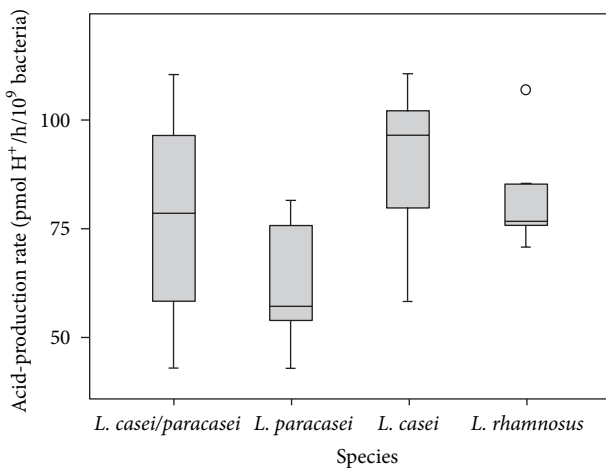 Acid-production rate (pmol H⁺/h/10⁹ bacteria)
100
75
50
L. casei/paracasei L. paracasei L. casei L. rhamnosus
Species